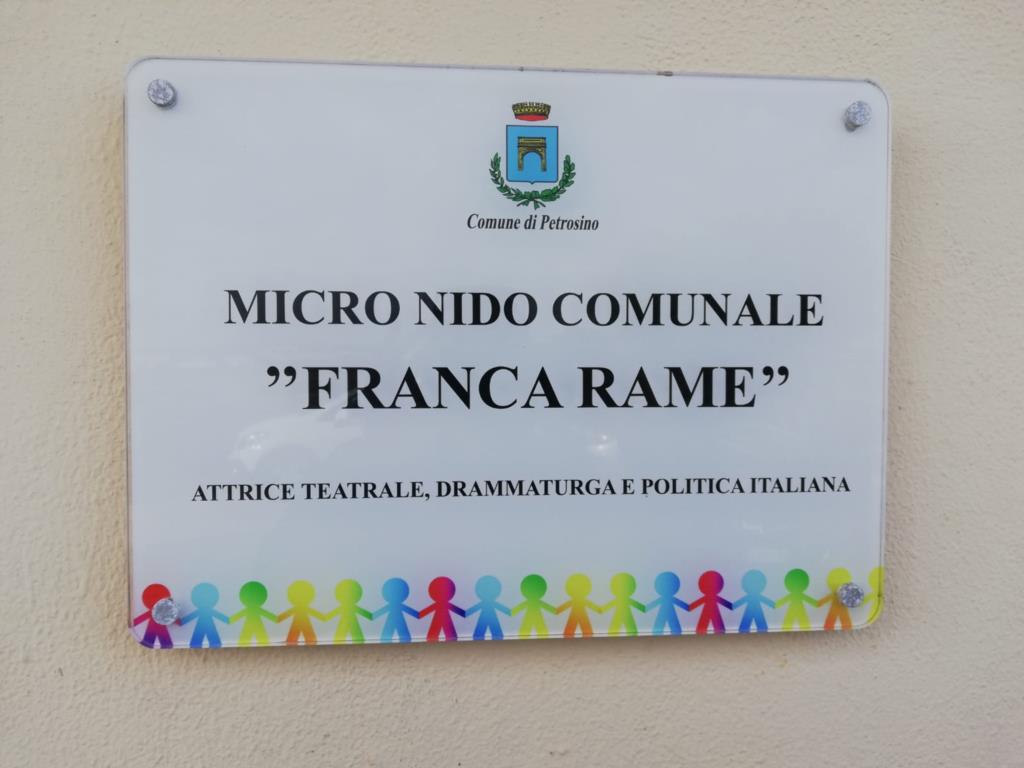 Comune di Petrosino
MICRO NIDO COMUNALE
”FRANCA RAME”
ATTRICE TEATRALE, DRAMMATURGA E POLITICA ITALIANA